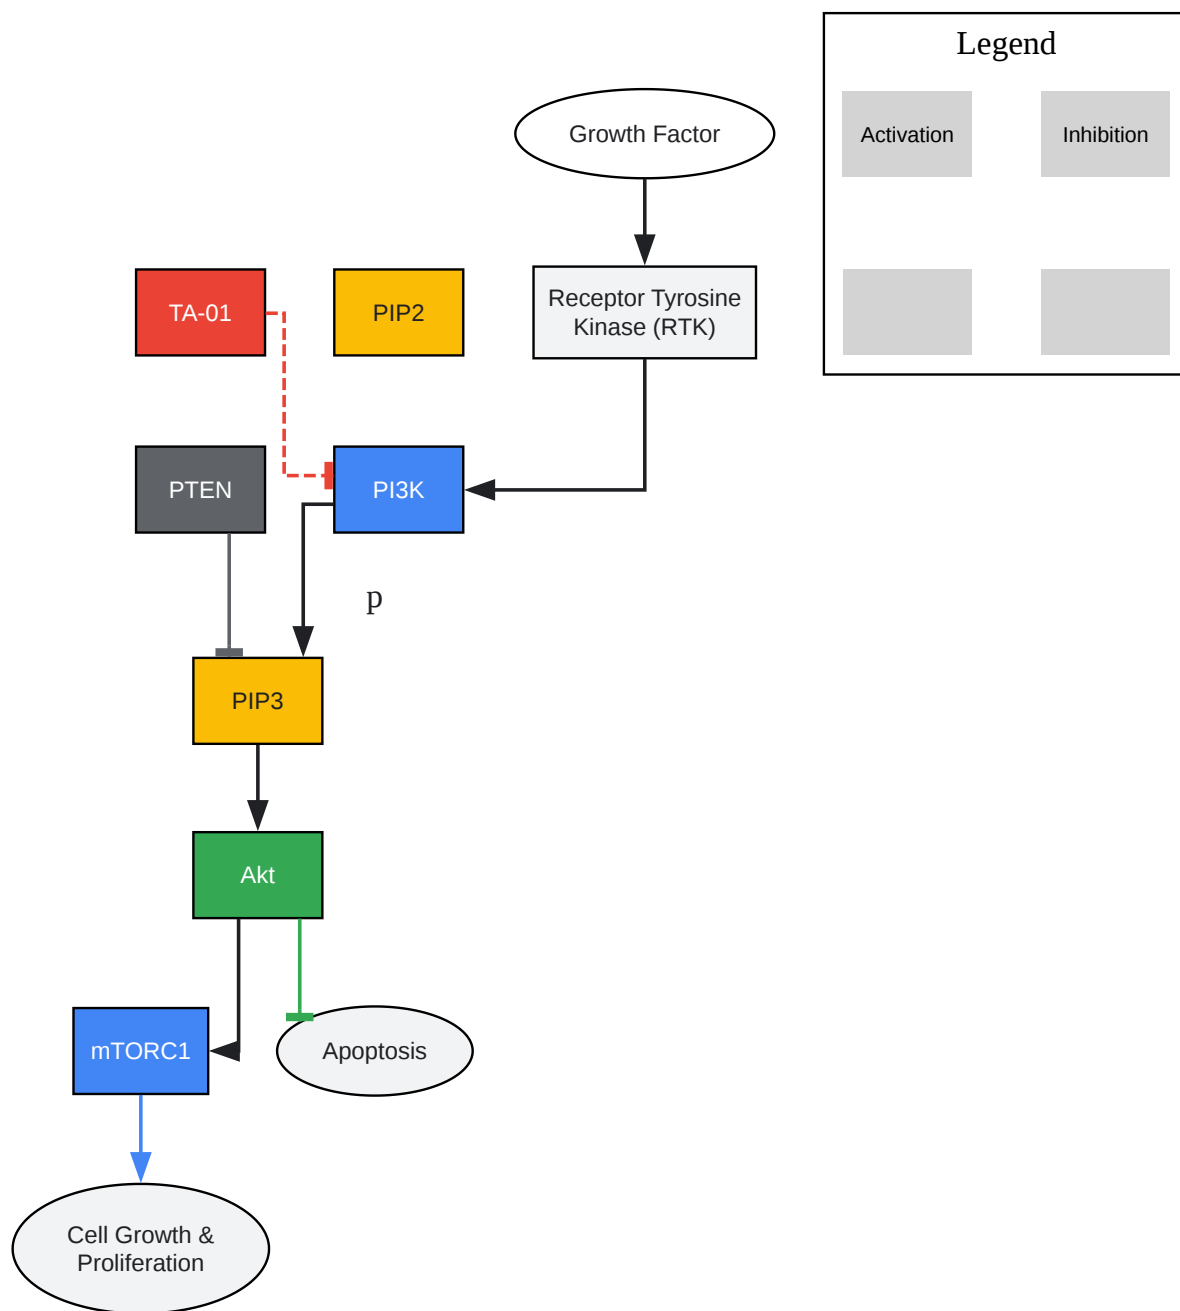 Legend
Activation
Inhibition
Growth Factor
TA-01
PIP2
Receptor Tyrosine
Kinase (RTK)
PTEN
PI3K
p
PIP3
Akt
mTORC1
Apoptosis
Cell Growth &
Proliferation